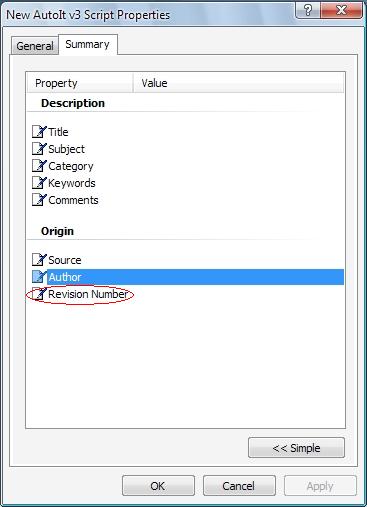 New AutoIt v3 Script Properties
General Summary
Property Value
Description
Title
Subject
Category
Keywords
Comments
Origin
Source
Author
Revision Number
<< Simple
OK Cancel Apply